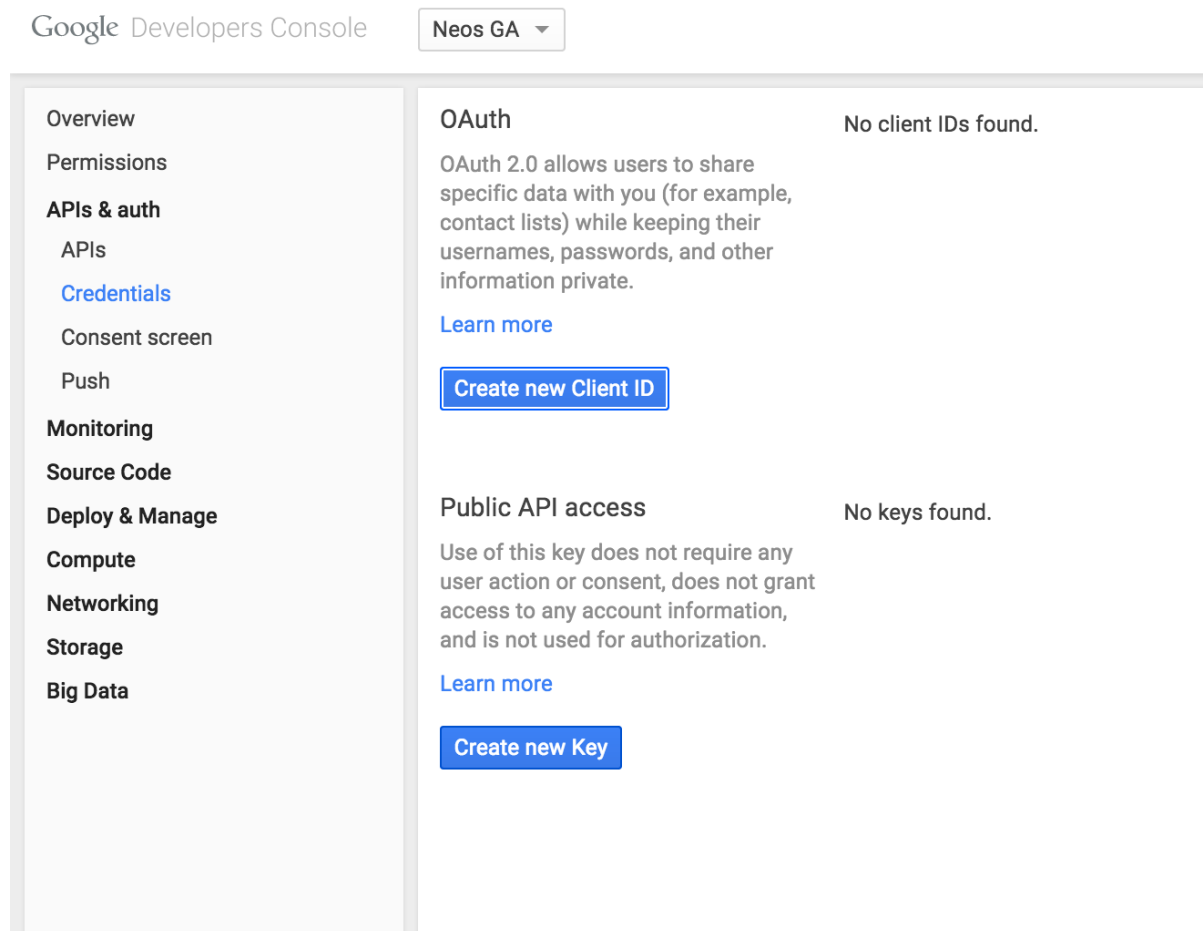 Google Developers Console
Neos GA
Overview
Permissions
APIs & auth
APIs
Credentials
Consent screen
Push
Monitoring
Source Code
Deploy & Manage
Compute
Networking
Storage
Big Data
OAuth
OAuth 2.0 allows users to share
specific data with you (for example,
contact lists) while keeping their
usernames, passwords, and other
information private.
Learn more
Create new Client ID
No client IDs found.
Public API access
Use of this key does not require any
user action or consent, does not grant
access to any account information,
and is not used for authorization.
Learn more
Create new Key
No keys found.